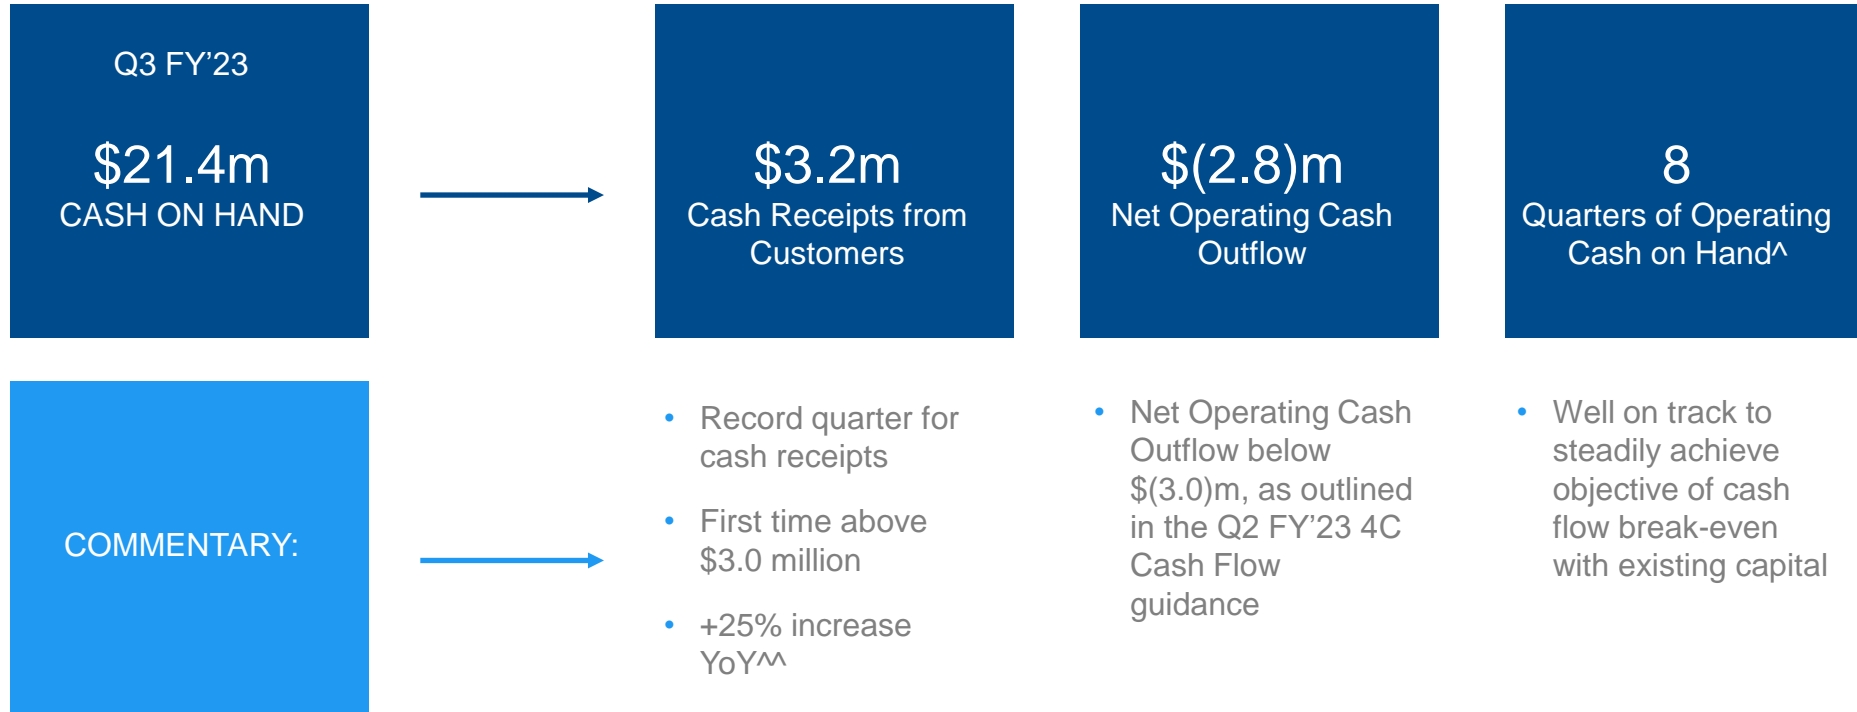 Q3 FY’23
$21.4m
CASH ON HAND
$3.2m
Cash Receipts from
Customers
$(2.8)m
Net Operating Cash
Outflow
8
Quarters of Operating
Cash on Hand^
COMMENTARY:
• Record quarter for
cash receipts
• First time above
$3.0 million
• +25% increase
YoY^^
• Net Operating Cash
Outflow below
$(3.0)m, as outlined
in the Q2 FY’23 4C
Cash Flow
guidance
• Well on track to
steadily achieve
objective of cash
flow break-even
with existing capital